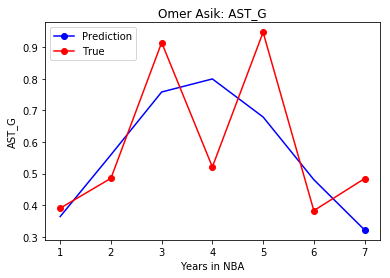 Omer Asik: AST_G
Prediction
True
AST_G
0.9
0.8
0.7
0.6
0.5
0.4
0.3
1 2 3 4 5 6 7
Years in NBA